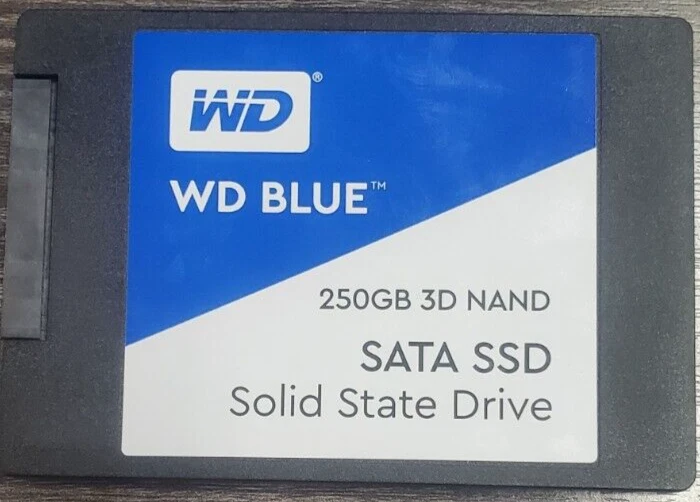 WD®
WD BLUE™
250GB 3D NAND
SATA SSD
Solid State Drive